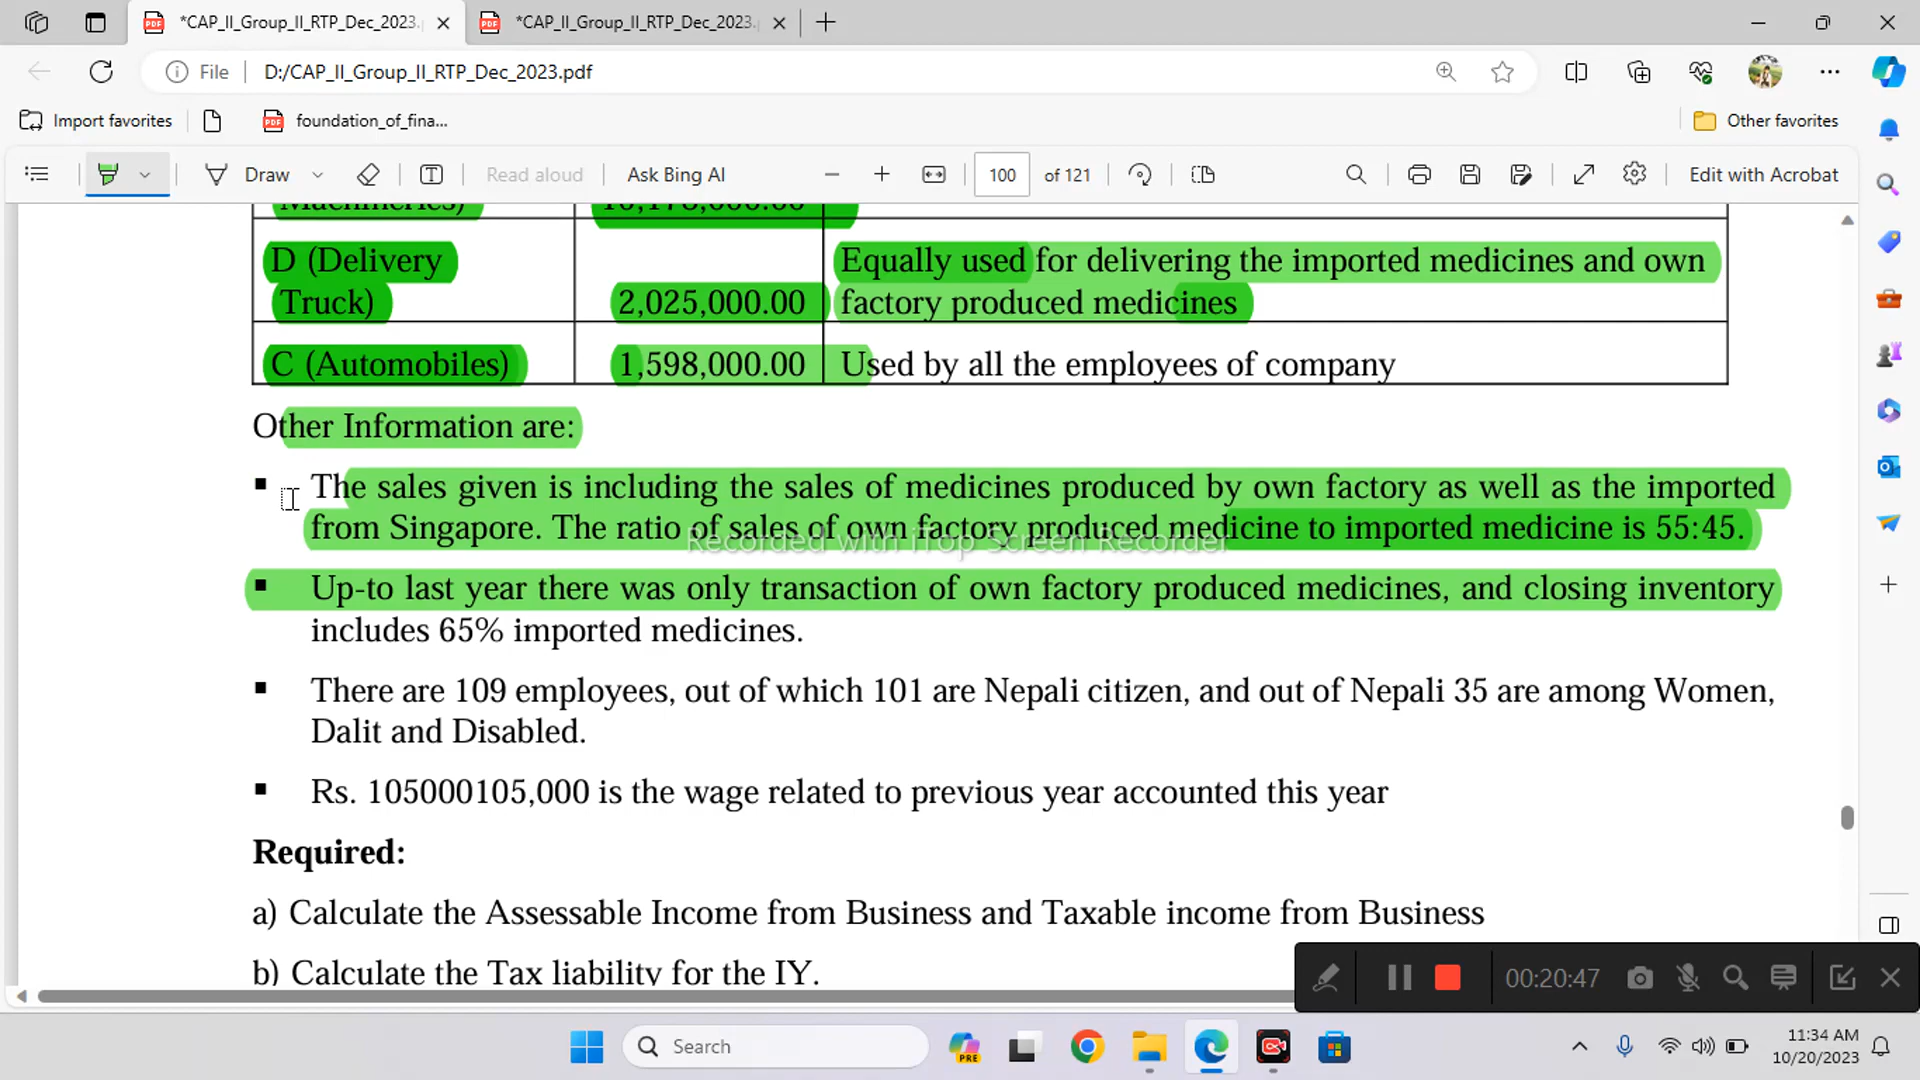 *CAP_II_Group_II_RTP_Dec_2023.
*CAP_II_Group_II_RTP_Dec_2023.
File
D:/CAP_II_Group_II_RTP_Dec_2023.pdf
Import favorites
foundation_of_fina...
Other favorites
Draw
Read aloud
Ask Bing AI
100
of 121
Edit with Acrobat
Machineries)
D (Delivery
Truck)
2,025,000.00
Equally used for delivering the imported medicines and own
factory produced medicines
C (Automobiles)
1,598,000.00
Used by all the employees of company
Other Information are:
▪ The sales given is including the sales of medicines produced by own factory as well as the imported
from Singapore. The ratio of sales of own factory produced medicine to imported medicine is 55:45.
Recorded with iTop Screen Recorder
▪ Up-to last year there was only transaction of own factory produced medicines, and closing inventory
includes 65% imported medicines.
▪ There are 109 employees, out of which 101 are Nepali citizen, and out of Nepali 35 are among Women,
Dalit and Disabled.
▪ Rs. 105000105,000 is the wage related to previous year accounted this year
Required:
a) Calculate the Assessable Income from Business and Taxable income from Business
b) Calculate the Tax liability for the IY.
00:20:47
Search
PRE
11:34 AM
10/20/2023